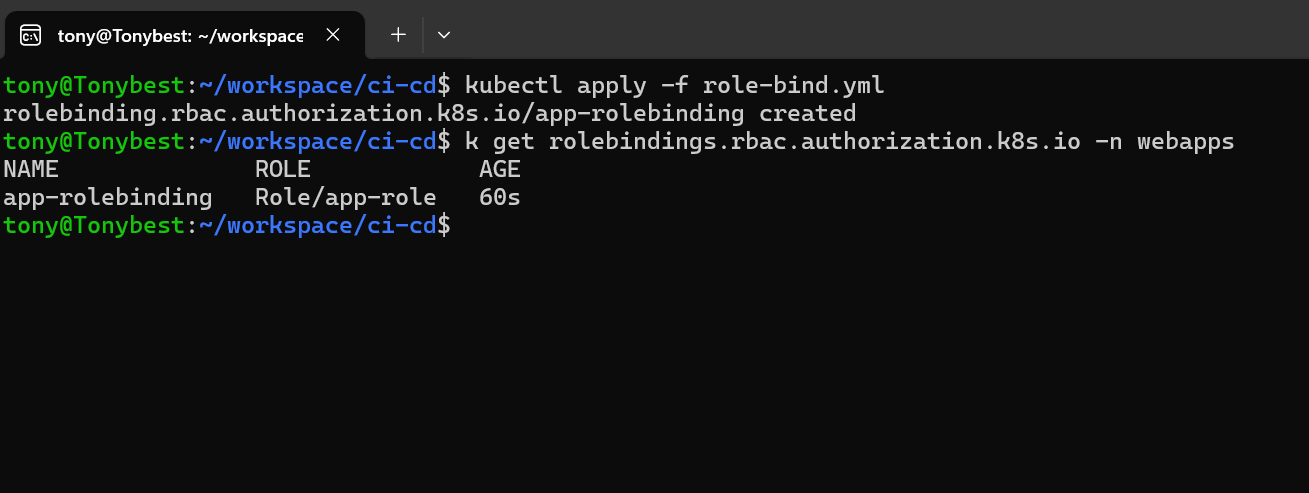 tony@Tonybest: ~/workspace
tony@Tonybest:~/workspace/ci-cd$ kubectl apply -f role-bind.yml
rolebinding.rbac.authorization.k8s.io/app-rolebinding created
tony@Tonybest:~/workspace/ci-cd$ k get rolebindings.rbac.authorization.k8s.io -n webapps
NAME              ROLE            AGE
app-rolebinding   Role/app-role   60s
tony@Tonybest:~/workspace/ci-cd$